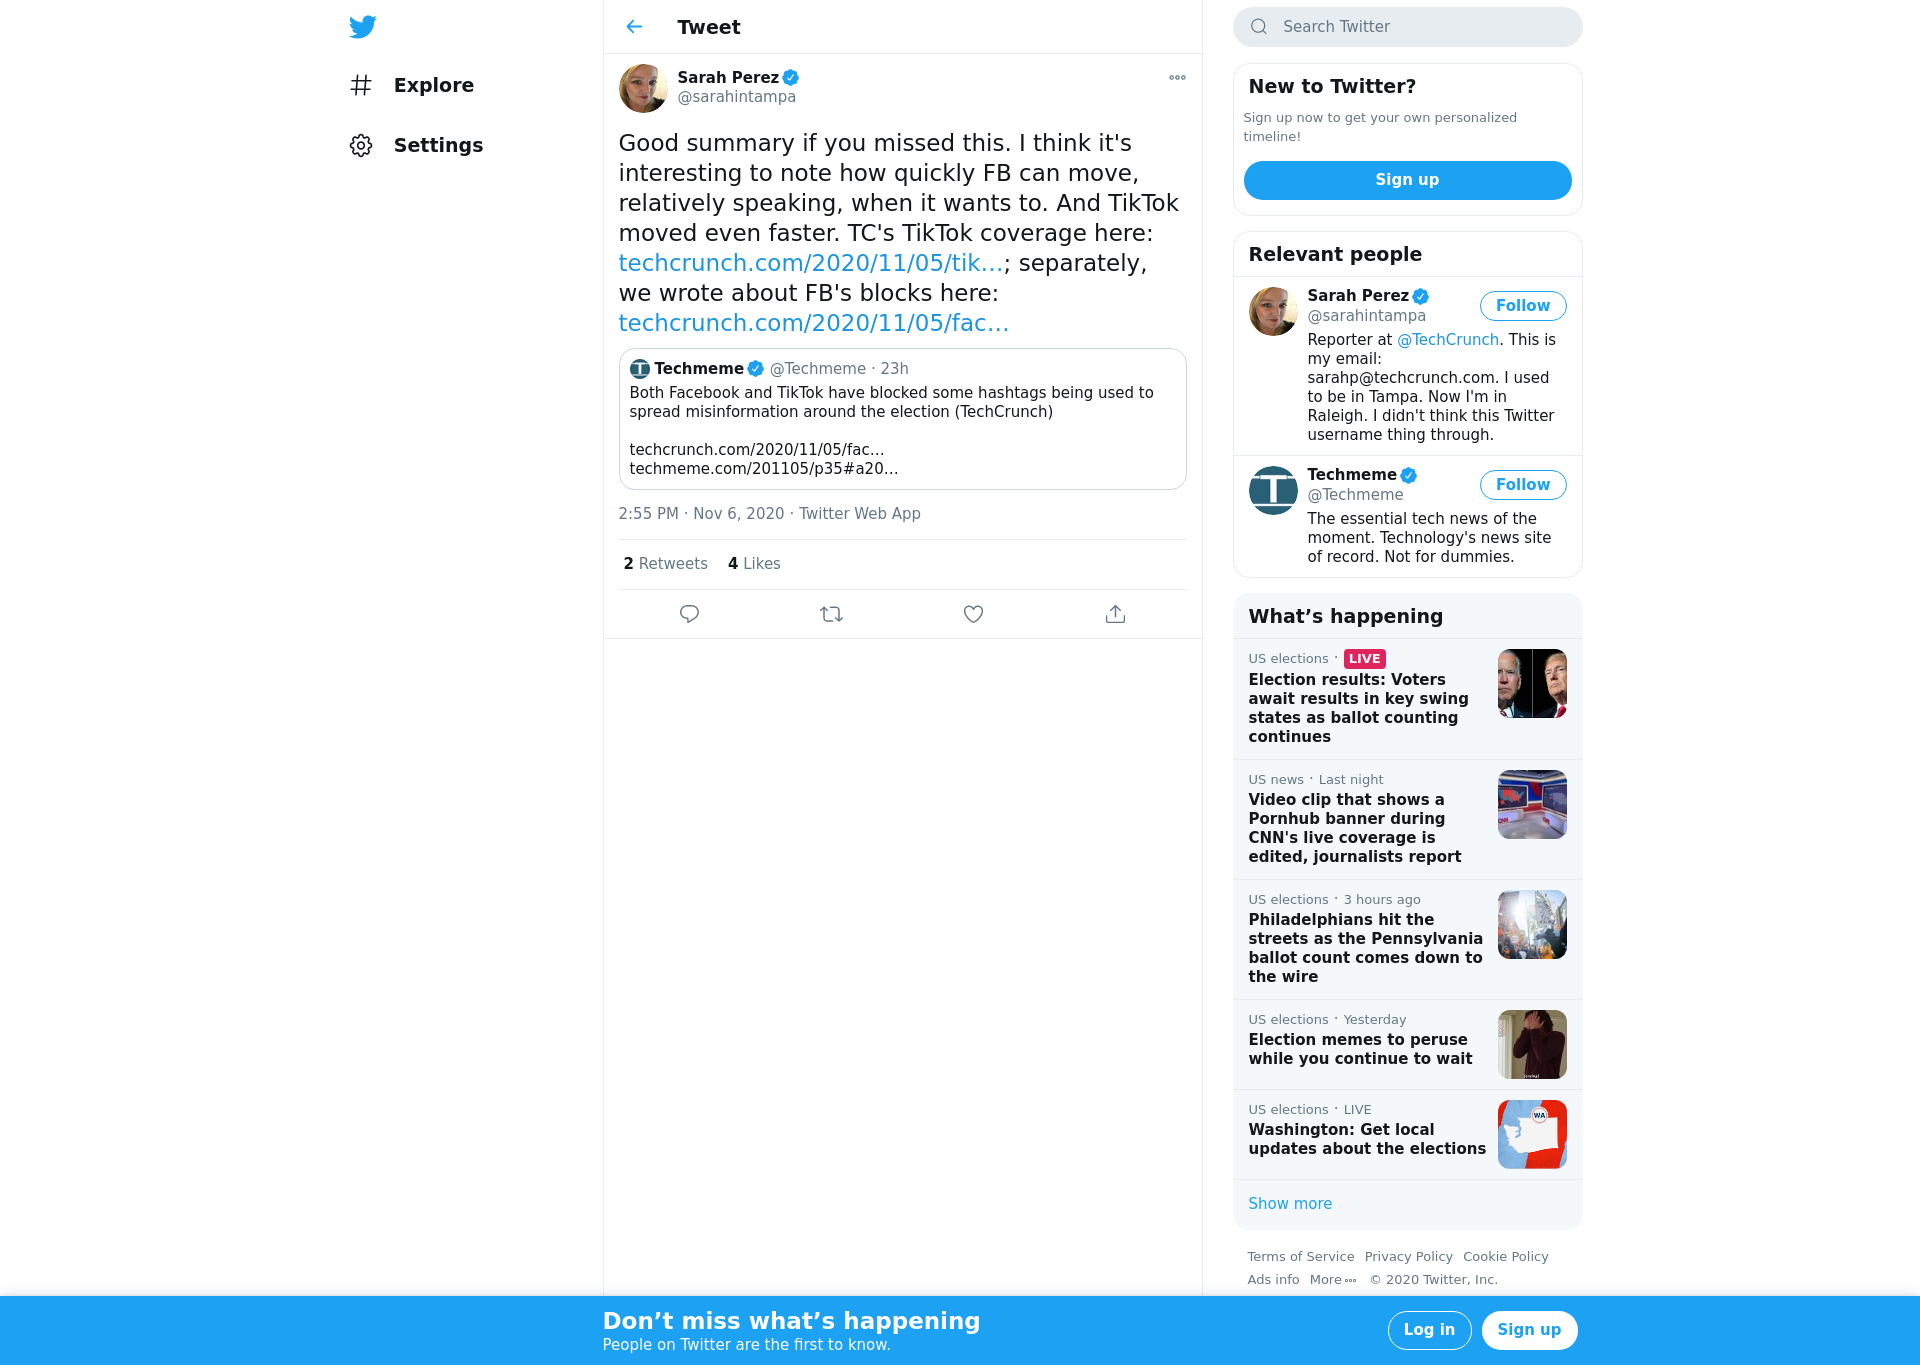 Explore
Settings
Tweet
Sarah Perez
@sarahintampa
Good summary if you missed this. I think it's
interesting to note how quickly FB can move,
relatively speaking, when it wants to. And TikTok
moved even faster. TC's TikTok coverage here:
techcrunch.com/2020/11/05/tik…; separately,
we wrote about FB's blocks here:
techcrunch.com/2020/11/05/fac…
Techmeme @Techmeme · 23h
Both Facebook and TikTok have blocked some hashtags being used to
spread misinformation around the election (TechCrunch)
techcrunch.com/2020/11/05/fac…
techmeme.com/201105/p35#a20…
2:55 PM · Nov 6, 2020 · Twitter Web App
2 Retweets 4 Likes
Search Twitter
New to Twitter?
Sign up now to get your own personalized
timeline!
Sign up
Relevant people
Sarah Perez
@sarahintampa
Follow
Reporter at @TechCrunch. This is
my email:
sarahp@techcrunch.com. I used
to be in Tampa. Now I'm in
Raleigh. I didn't think this Twitter
username thing through.
Techmeme
@Techmeme
Follow
The essential tech news of the
moment. Technology's news site
of record. Not for dummies.
What’s happening
US elections · LIVE
Election results: Voters
await results in key swing
states as ballot counting
continues
US news · Last night
Video clip that shows a
Pornhub banner during
CNN's live coverage is
edited, journalists report
US elections · 3 hours ago
Philadelphians hit the
streets as the Pennsylvania
ballot count comes down to
the wire
US elections · Yesterday
Election memes to peruse
while you continue to wait
US elections · LIVE
Washington: Get local
updates about the elections
WA
Show more
Terms of Service Privacy Policy Cookie Policy
Ads info More © 2020 Twitter, Inc.
Don’t miss what’s happening
People on Twitter are the first to know.
Log in
Sign up